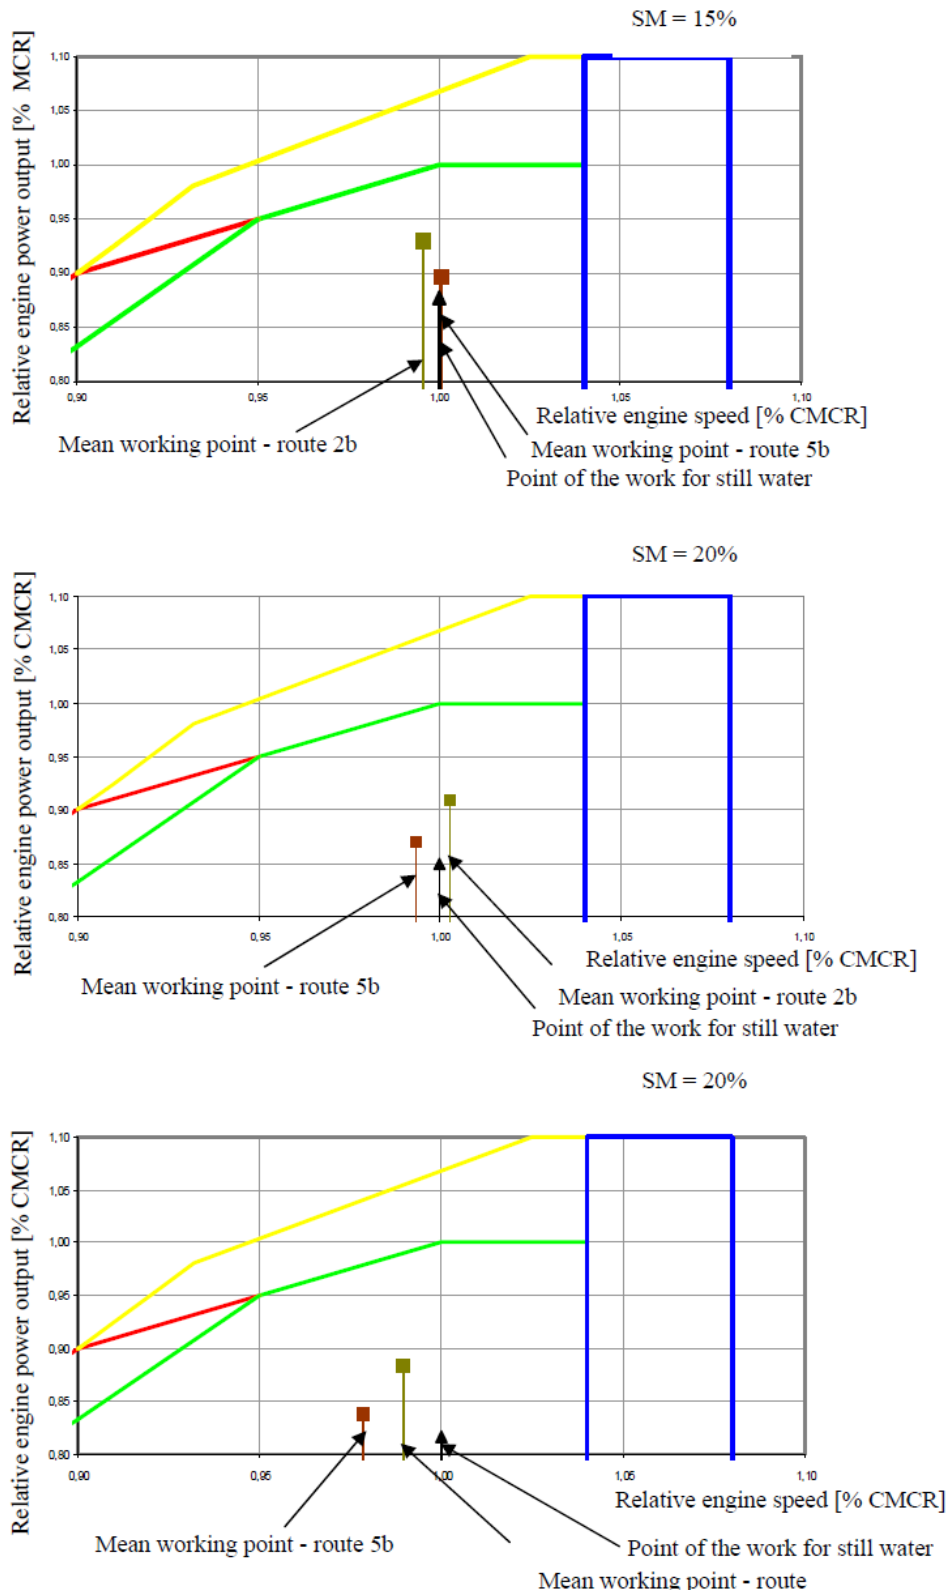 SM = 15%
Relative engine power output [% MCR]
1,10
1,05
1,00
0,95
0,90
0,85
0,80
0,90
0,95
1,00
1,05
1,10
Relative engine speed [% CMCR]
Mean working point - route 2b
Mean working point - route 5b
Point of the work for still water
SM = 20%
Relative engine power output [% CMCR]
1,10
1,05
1,00
0,95
0,90
0,85
0,80
0,90
0,95
1,00
1,05
1,10
Relative engine speed [% CMCR]
Mean working point - route 5b
Mean working point - route 2b
Point of the work for still water
SM = 20%
Relative engine power output [% CMCR]
1,10
1,05
1,00
0,95
0,90
0,85
0,80
0,90
0,95
1,00
1,05
1,10
Relative engine speed [% CMCR]
Mean working point - route 5b
Point of the work for still water
Mean working point - route